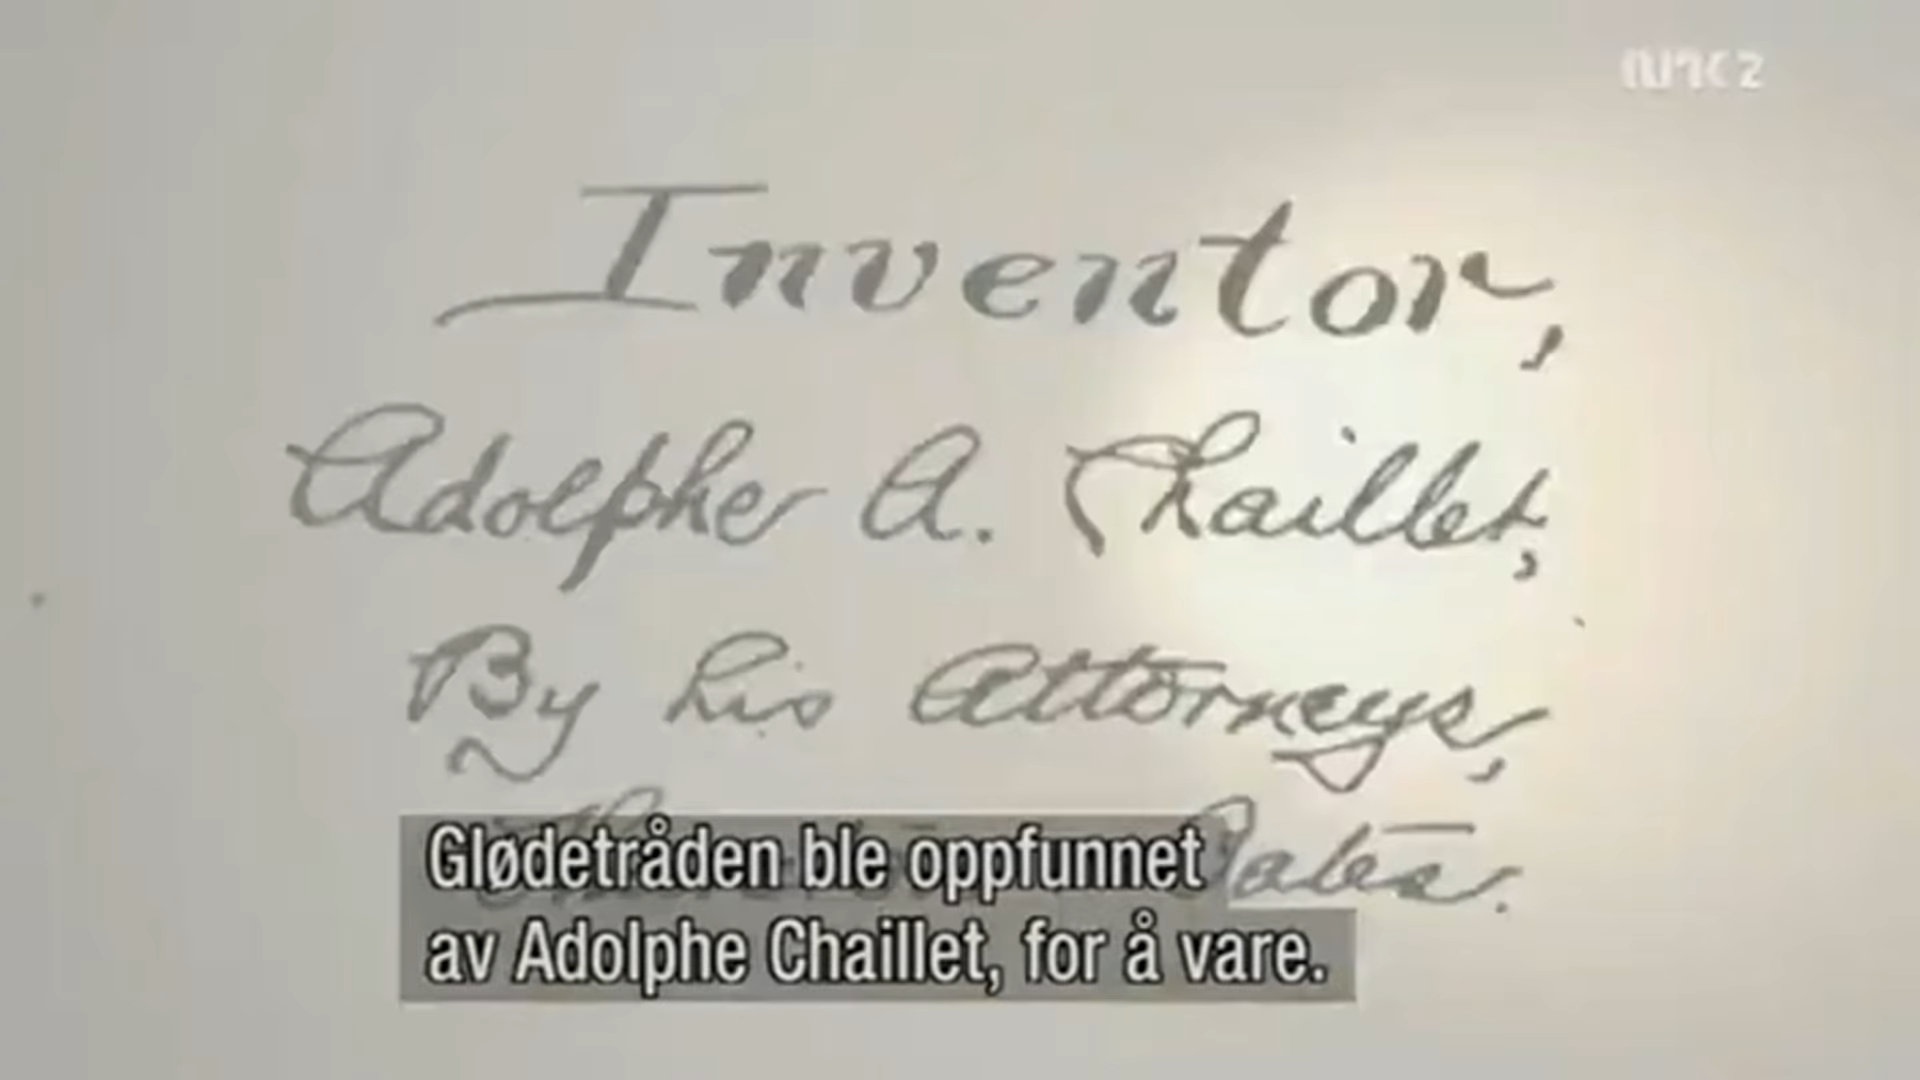 NRK 2
Inventor,
Adolphe A. Chaillet,
By his Attorneys,
Glødetråden ble oppfunnet
av Adolphe Chaillet, for å vare.